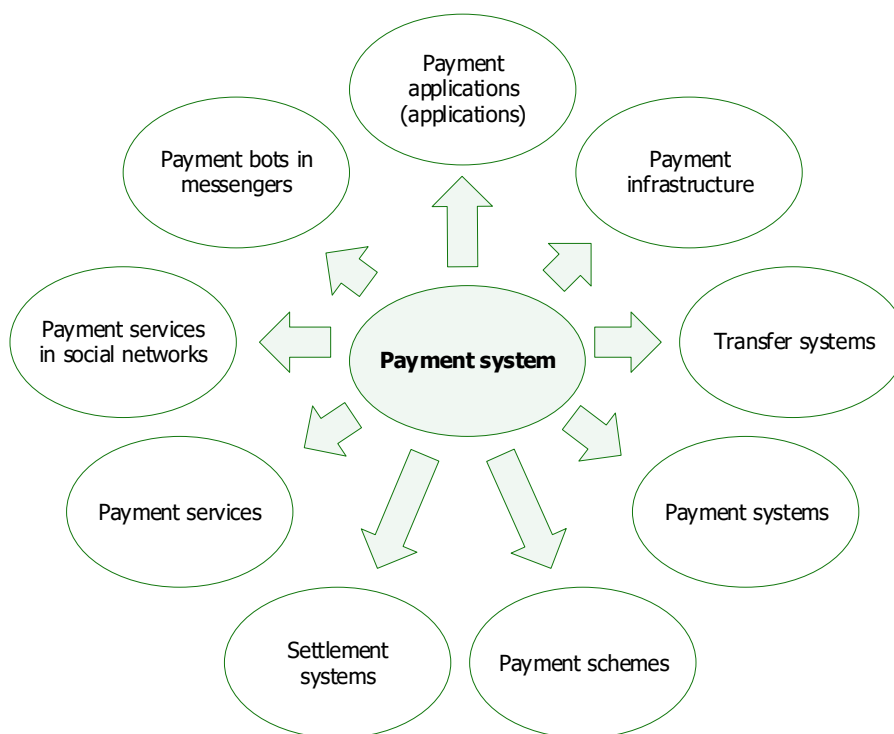 Payment
applications
(applications)
Payment bots in
messengers
Payment
infrastructure
Payment services
in social networks
Payment system
Transfer systems
Payment services
Payment systems
Settlement
systems
Payment schemes